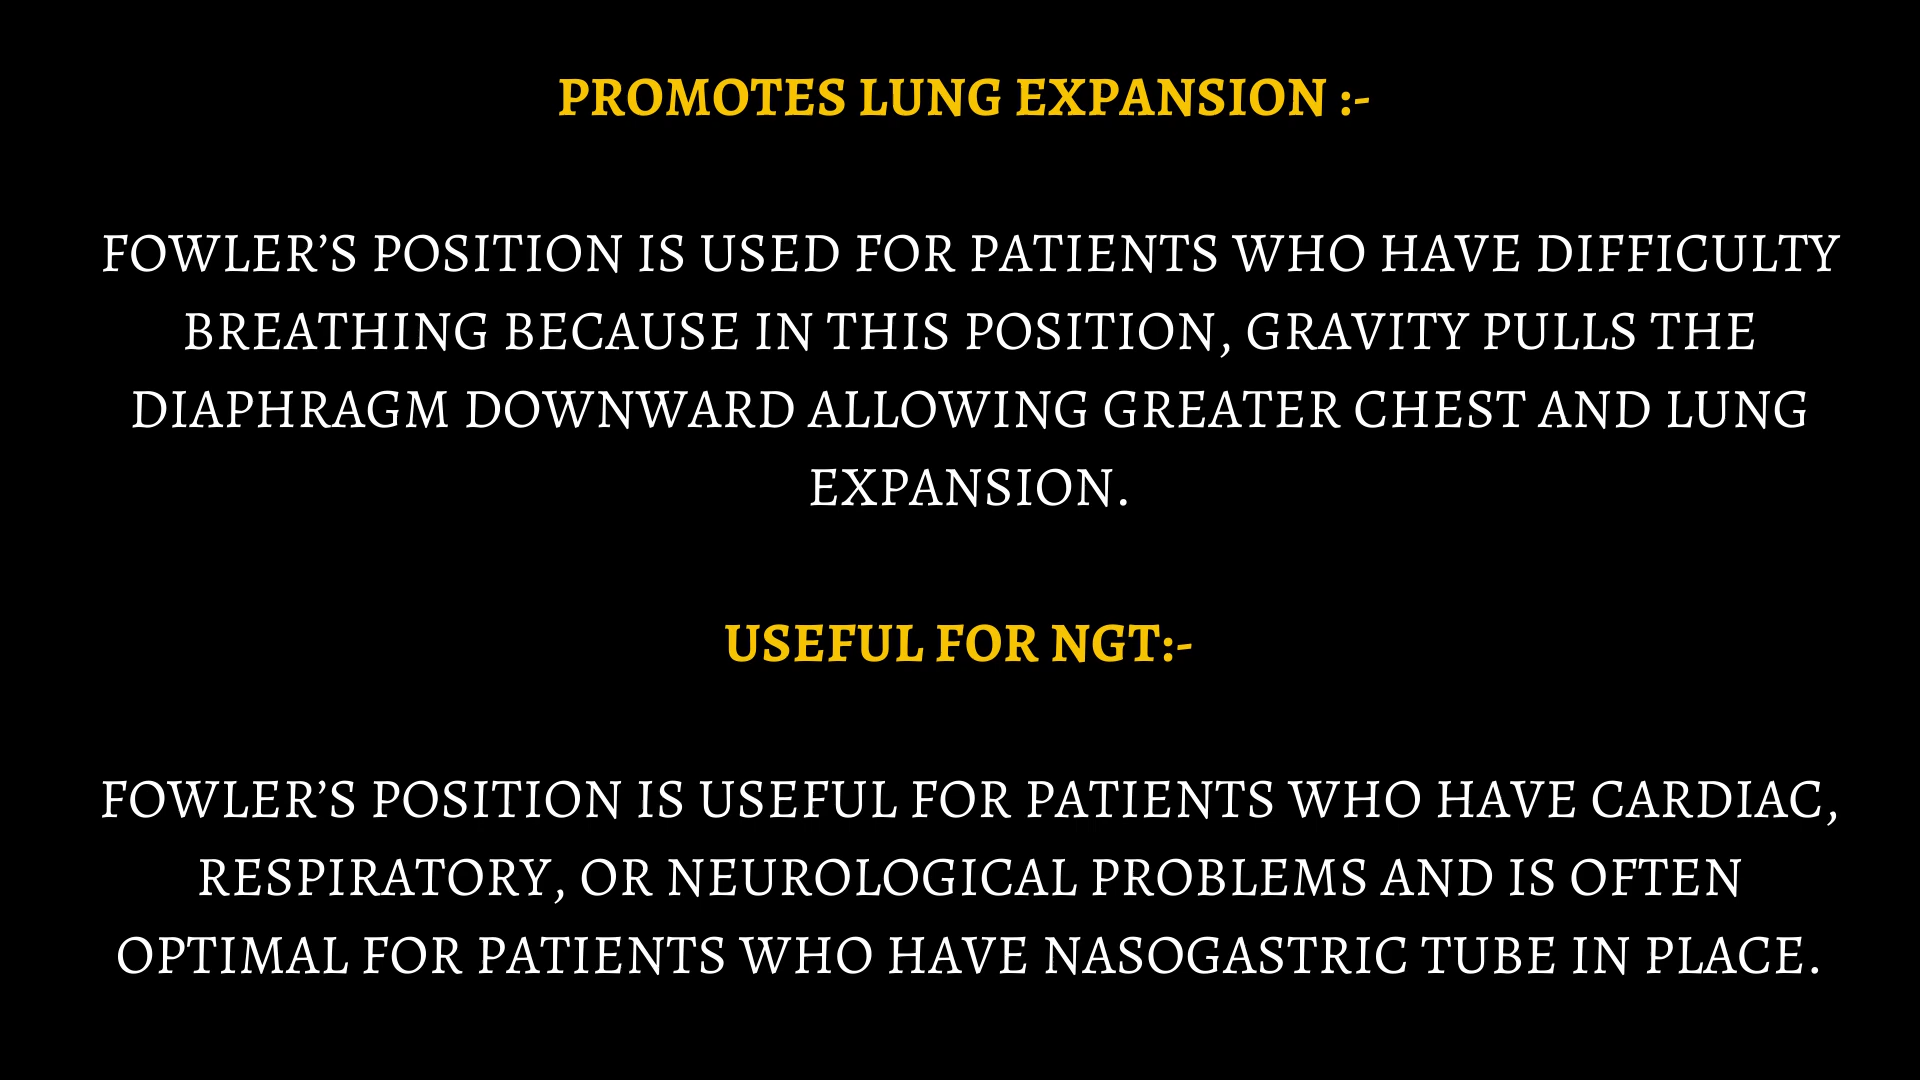 PROMOTES LUNG EXPANSION :-
FOWLER’S POSITION IS USED FOR PATIENTS WHO HAVE DIFFICULTY
BREATHING BECAUSE IN THIS POSITION, GRAVITY PULLS THE
DIAPHRAGM DOWNWARD ALLOWING GREATER CHEST AND LUNG
EXPANSION.
USEFUL FOR NGT:-
FOWLER’S POSITION IS USEFUL FOR PATIENTS WHO HAVE CARDIAC,
RESPIRATORY, OR NEUROLOGICAL PROBLEMS AND IS OFTEN
OPTIMAL FOR PATIENTS WHO HAVE NASOGASTRIC TUBE IN PLACE.